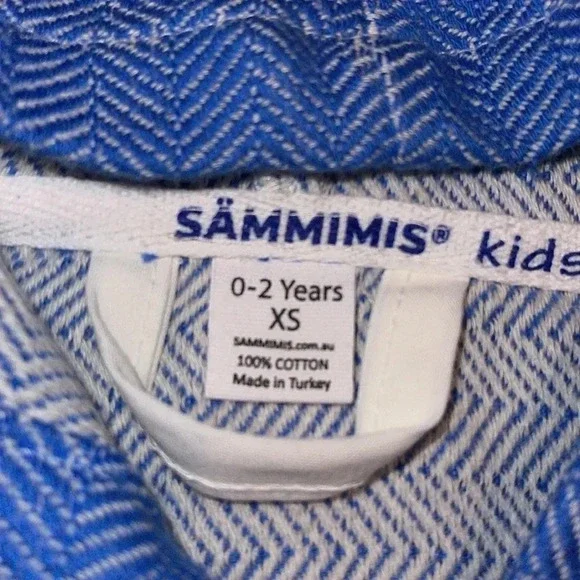 SÄMMIMIS® kids
0-2 Years
XS
SAMMIMIS.com.au
100% COTTON
Made in Turkey